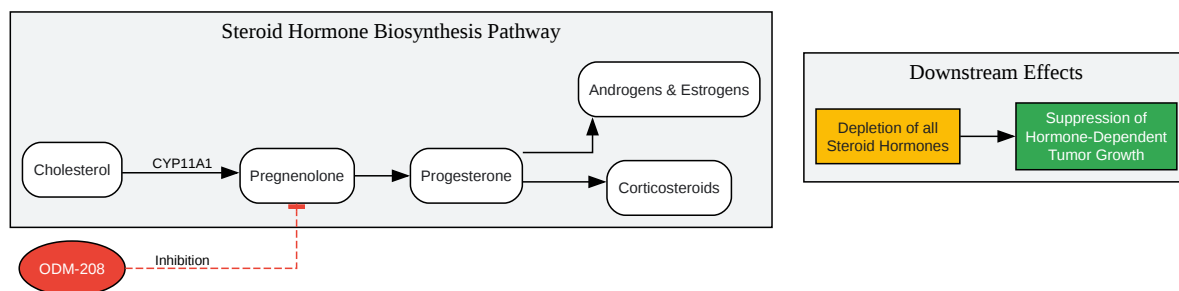 Steroid Hormone Biosynthesis Pathway
Androgens & Estrogens
Cholesterol
CYP11A1
Pregnenolone
Progesterone
Corticosteroids
ODM-208
Inhibition
Downstream Effects
Depletion of all
Steroid Hormones
Suppression of
Hormone-Dependent
Tumor Growth